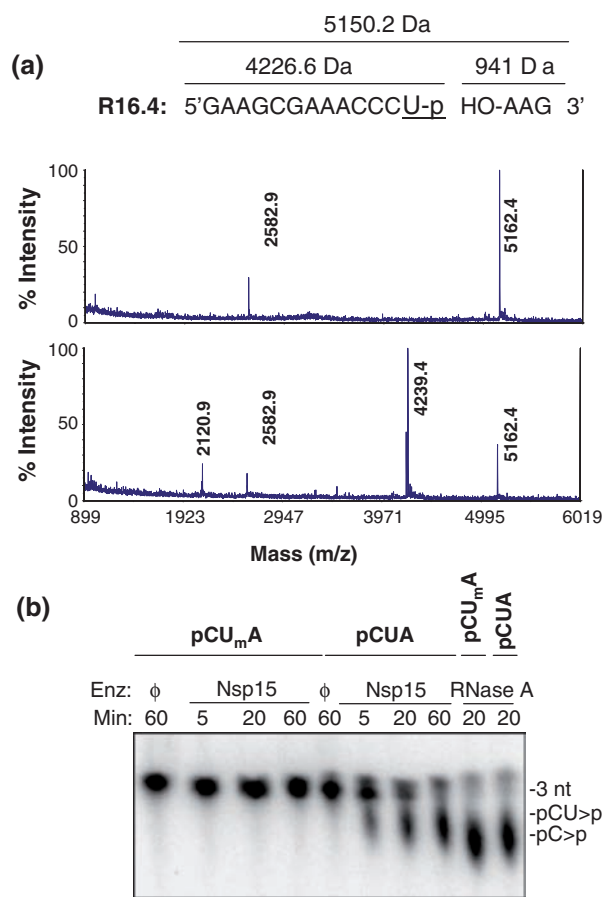 5150.2 Da
(a)
4226.6 Da 941 D a
R16.4: 5'GAAGCGAAACCCU-p HO-AAG 3'
100
50
0
% Intensity
2582.9
5162.4
100
50
0
% Intensity
2120.9
2582.9
4239.4
5162.4
899 1923 2947 3971 4995 6019
Mass (m/z)
(b)
pCUmA pCUA pCUmA pCUA
Enz: ϕ Nsp15 ϕ Nsp15 RNase A
Min: 60 5 20 60 60 5 20 60 20 20
-3 nt
-pCU>p
-pC>p